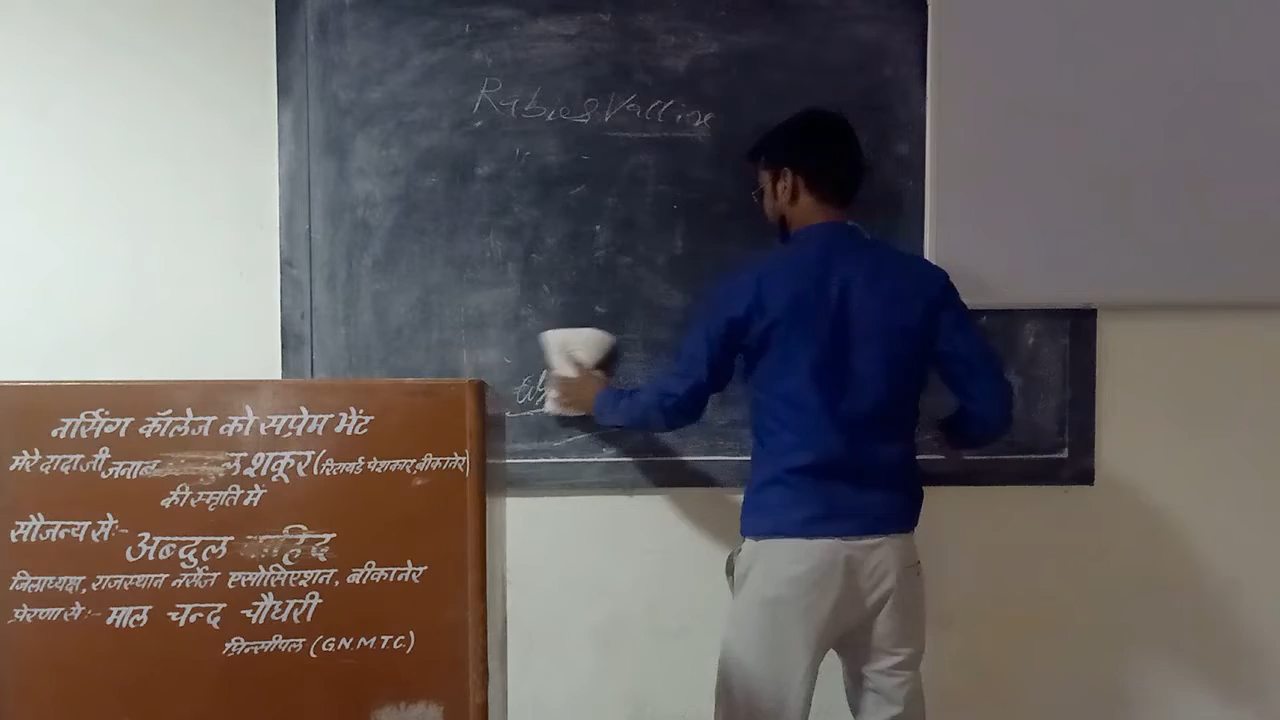 Rabies Vaccine
नर्सिंग कॉलेज को सप्रेम भेंट
मेरे दादाजी जनाब शकूर (रिटायर्ड पेशकार, बीकानेर)
की स्मृति में
सौजन्य से:- अब्दुल
जिलाध्यक्ष, राजस्थान नर्सेज एसोसिएशन, बीकानेर
प्रेरणा से:- माल चन्द चौधरी
प्रिन्सीपल (G.N.M.T.C.)